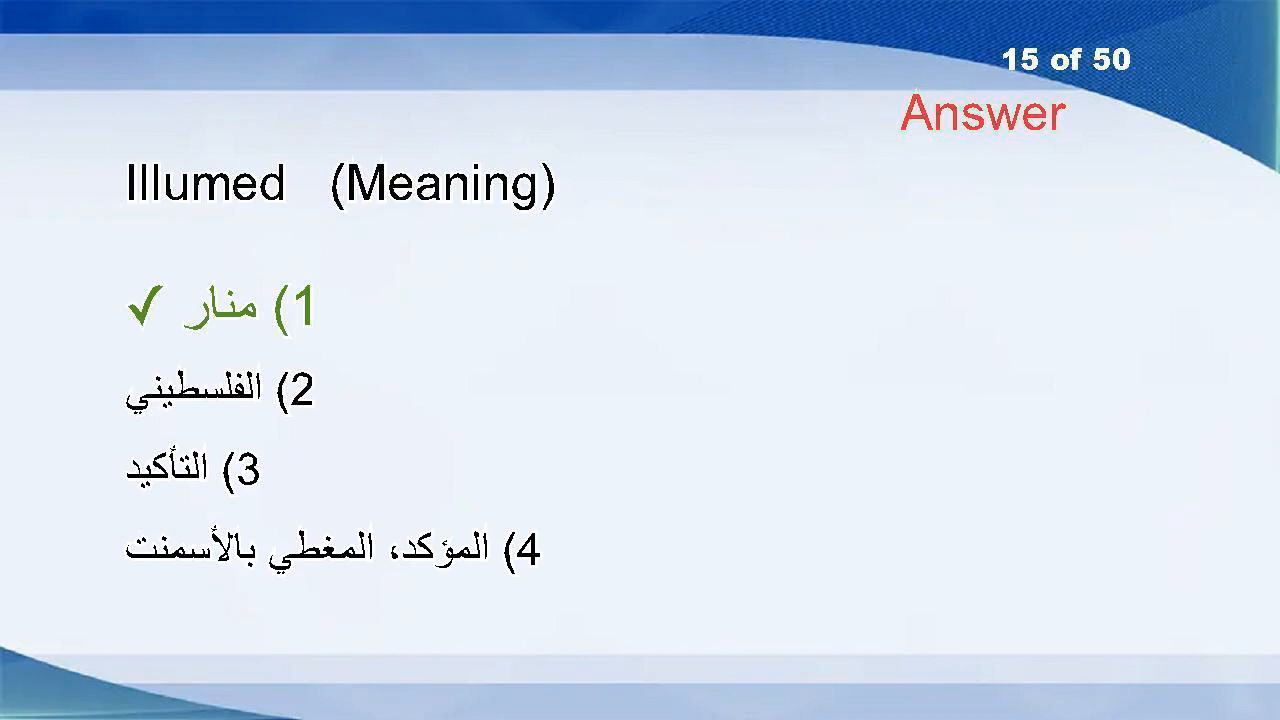 15 of 50
Answer
Illumed (Meaning)
1) منار ✓
2) الفلسطيني
3) التأكيد
4) المؤكد، المغطي بالأسمنت